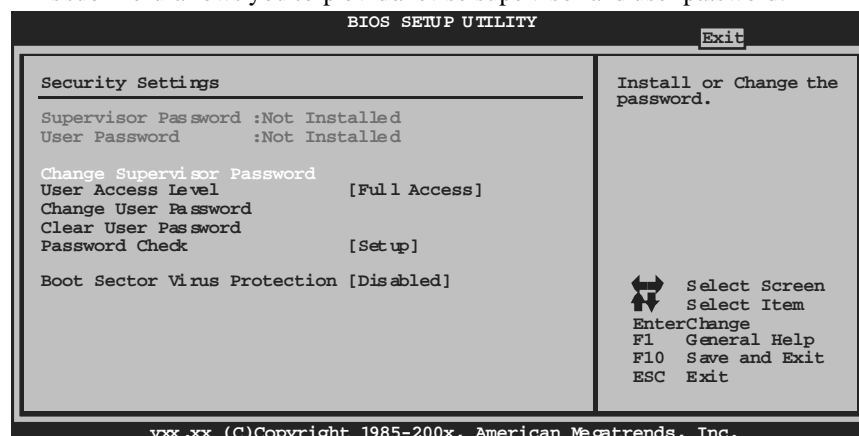 BIOS SETUP UTILITY
Exit
Security Settings
Supervisor Password :Not Installed
User Password :Not Installed
Change Supervisor Password
User Access Level [Full Access]
Change User Password
Clear User Password
Password Check [Setup]
Boot Sector Virus Protection [Disabled]
Install or Change the
password.
Select Screen
Select Item
EnterChange
F1 General Help
F10 Save and Exit
ESC Exit
vxx.xx (C)Copyright 1985-200x, American Megatrends, Inc.